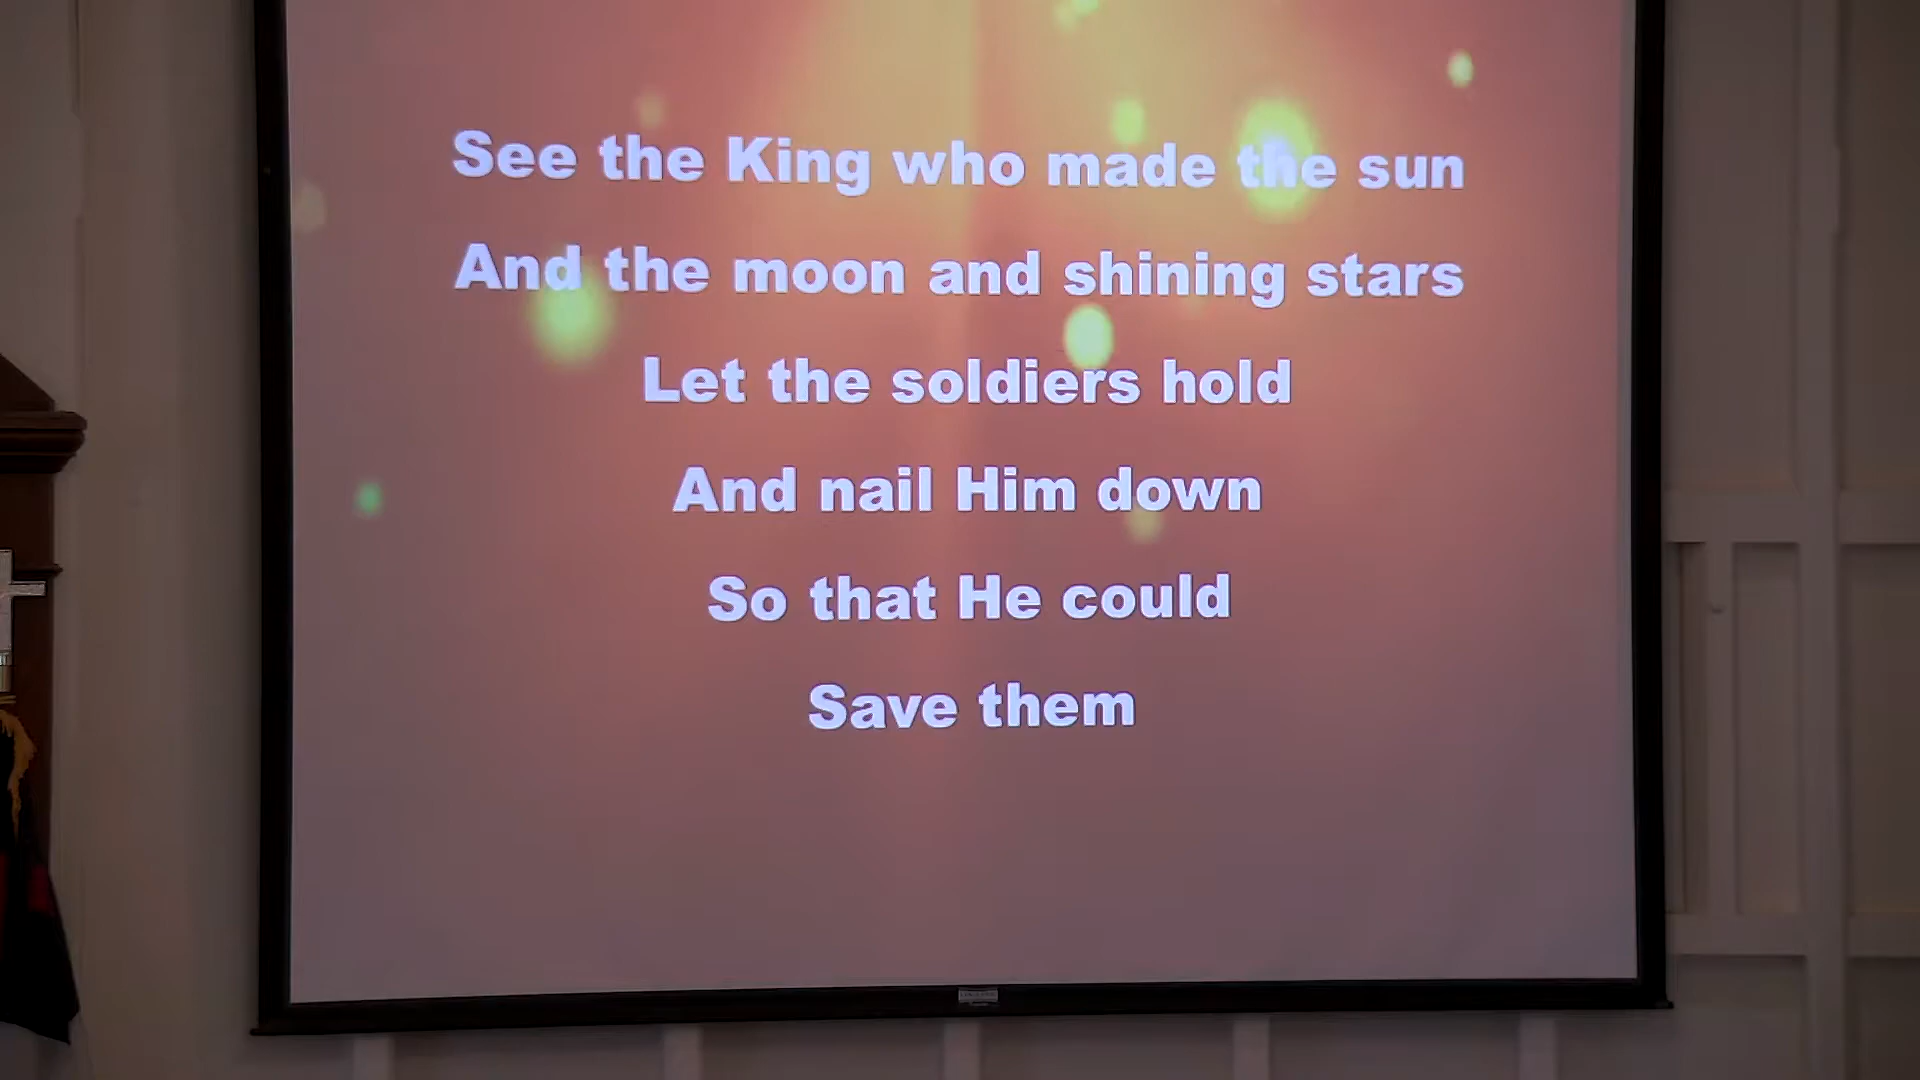 See the King who made the sun
And the moon and shining stars
Let the soldiers hold
And nail Him down
So that He could
Save them